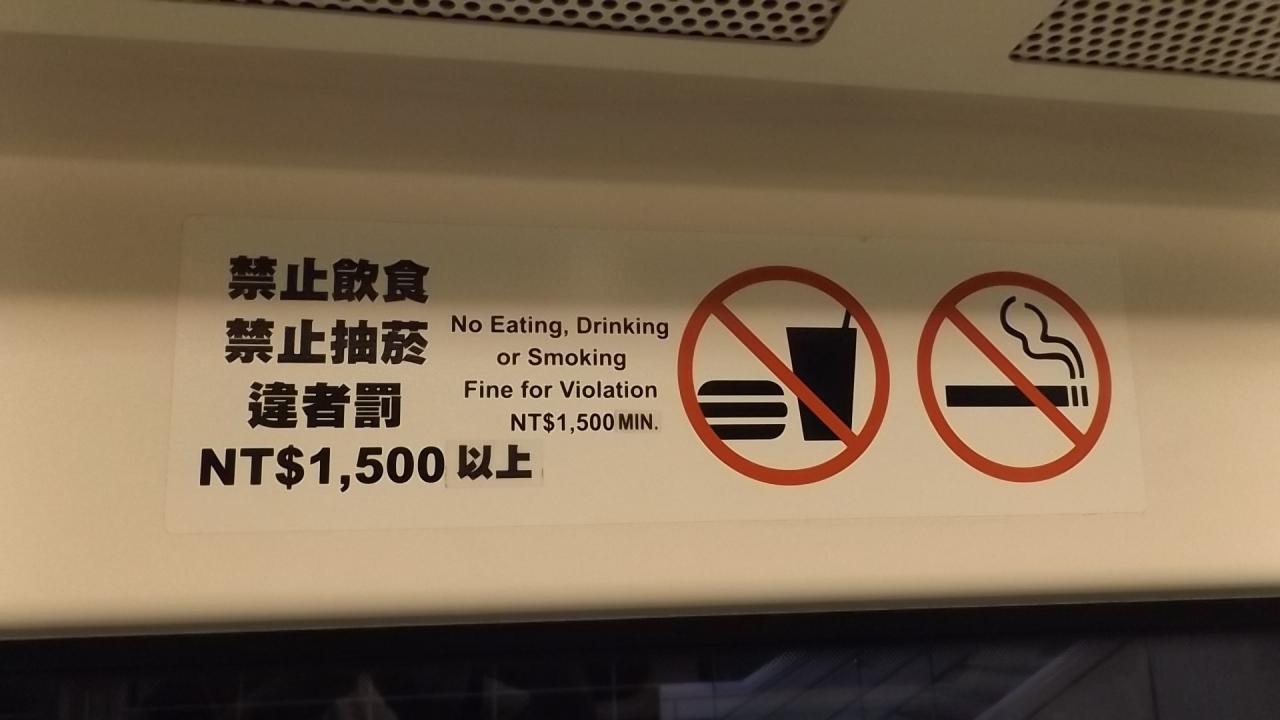 禁止飲食
禁止抽菸
違者罰
NT$1,500以上
No Eating, Drinking
or Smoking
Fine for Violation
NT$1,500 MIN.